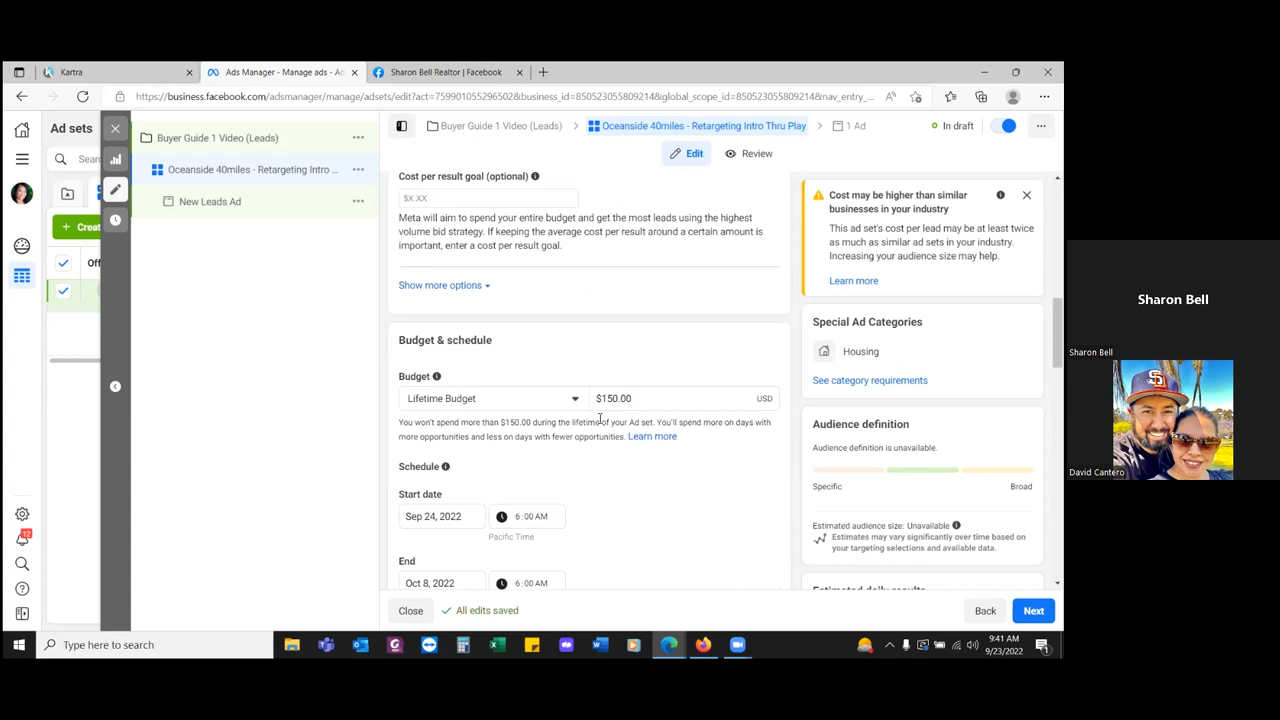 Kartra
Ads Manager - Manage ads - Ad
Sharon Bell Realtor | Facebook
https://business.facebook.com/adsmanager/manage/adsets/edit?act=759901055296502&business_id=850523055809214&global_scope_id=850523055809214&nav_entry_...
Ad sets
Buyer Guide 1 Video (Leads)
Oceanside 40miles - Retargeting Intro Thru Play
1 Ad
In draft
Edit
Review
Buyer Guide 1 Video (Leads)
Oceanside 40miles - Retargeting Intro ...
New Leads Ad
Sear
+ Creat
Off
Cost per result goal (optional)
$X.XX
Meta will aim to spend your entire budget and get the most leads using the highest
volume bid strategy. If keeping the average cost per result around a certain amount is
important, enter a cost per result goal.
Show more options
Budget & schedule
Budget
Lifetime Budget
$150.00
USD
You won't spend more than $150.00 during the lifetime of your Ad set. You'll spend more on days with
more opportunities and less on days with fewer opportunities. Learn more
Schedule
Start date
Sep 24, 2022
6:00 AM
Pacific Time
End
Oct 8, 2022
6:00 AM
Close
All edits saved
Back
Next
Cost may be higher than similar
businesses in your industry
This ad set's cost per lead may be at least twice
as much as similar ad sets in your industry.
Increasing your audience size may help.
Learn more
Special Ad Categories
Housing
See category requirements
Audience definition
Audience definition is unavailable.
Specific
Broad
Estimated audience size: Unavailable
Estimates may vary significantly over time based on
your targeting selections and available data.
Estimated daily results
12
Type here to search
9:41 AM
9/23/2022
Sharon Bell
Sharon Bell
David Cantero